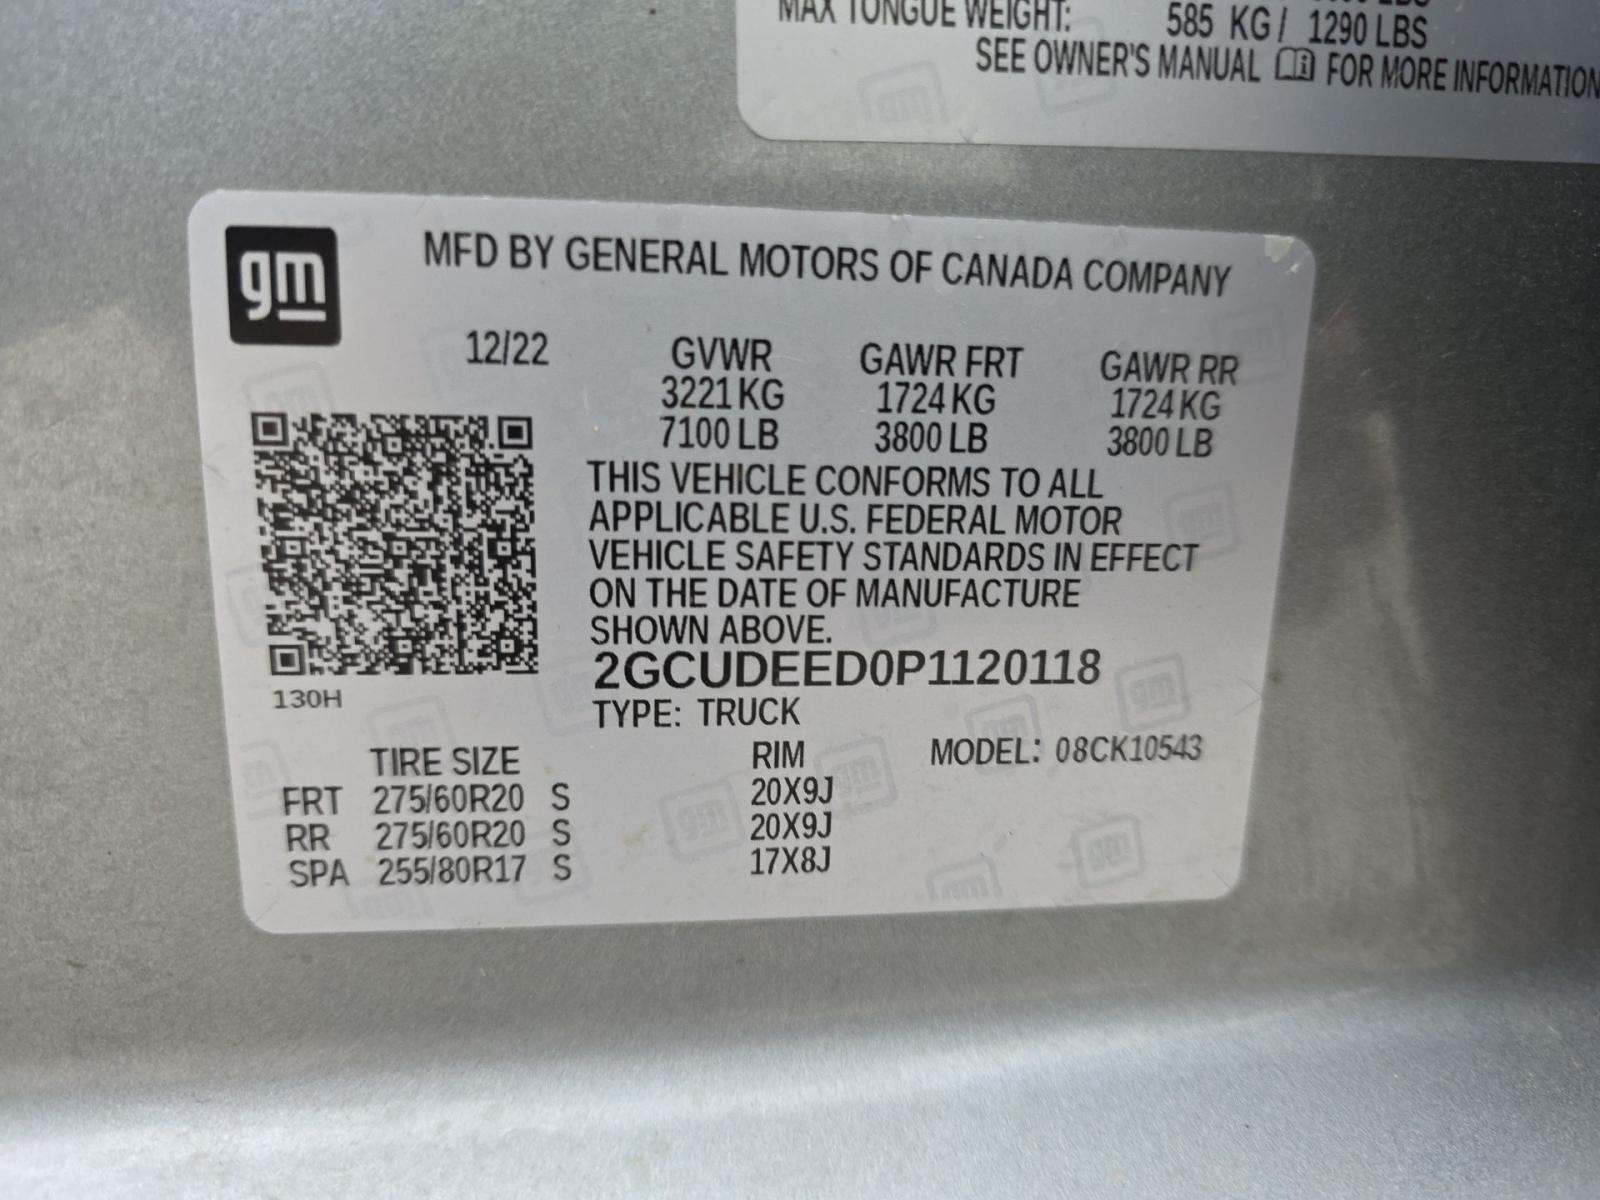 MAX TONGUE WEIGHT: 585 KG / 1290 LBS
SEE OWNER'S MANUAL FOR MORE INFORMATION
gm
MFD BY GENERAL MOTORS OF CANADA COMPANY
12/22 GVWR GAWR FRT GAWR RR
3221 KG 1724 KG 1724 KG
7100 LB 3800 LB 3800 LB
THIS VEHICLE CONFORMS TO ALL
APPLICABLE U.S. FEDERAL MOTOR
VEHICLE SAFETY STANDARDS IN EFFECT
ON THE DATE OF MANUFACTURE
SHOWN ABOVE.
2GCUDEED0P1120118
130H
TYPE: TRUCK
TIRE SIZE RIM MODEL: 08CK10543
FRT 275/60R20 S 20X9J
RR 275/60R20 S 20X9J
SPA 255/80R17 S 17X8J